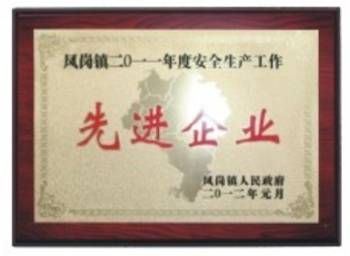 凤岗镇二〇一一年度安全生产工作
先进企业
凤岗镇人民政府
二〇一二年元月